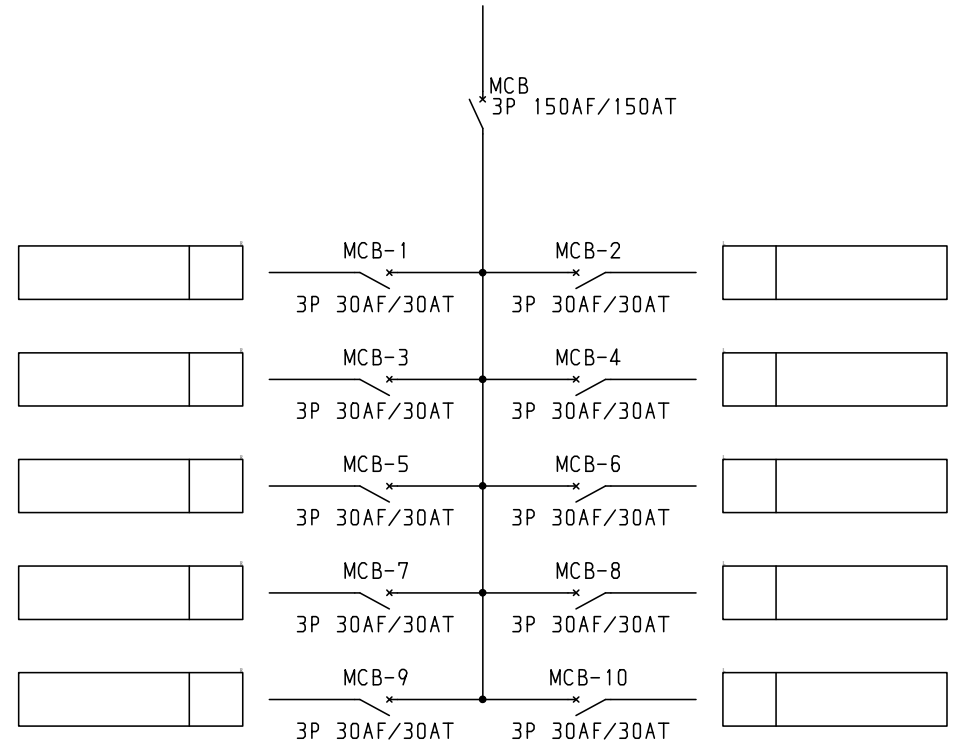 MCB
3P 150AF/150AT
MCB-1 MCB-2
3P 30AF/30AT 3P 30AF/30AT
MCB-3 MCB-4
3P 30AF/30AT 3P 30AF/30AT
MCB-5 MCB-6
3P 30AF/30AT 3P 30AF/30AT
MCB-7 MCB-8
3P 30AF/30AT 3P 30AF/30AT
MCB-9 MCB-10
3P 30AF/30AT 3P 30AF/30AT